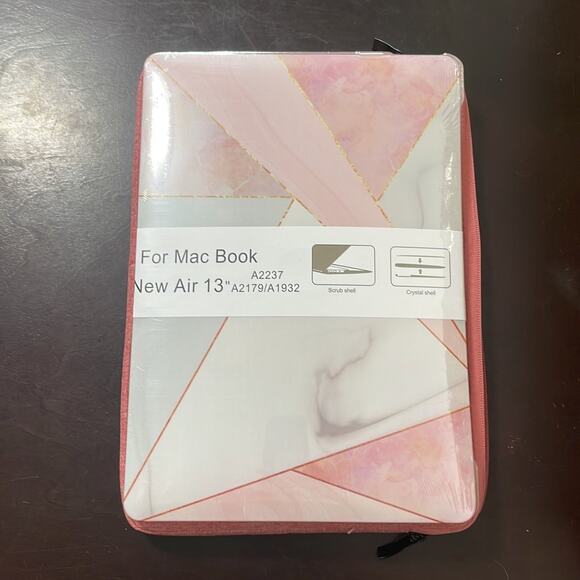 For Mac Book
New Air 13" A2237
A2179/A1932
Scrub shell
Crystal shell